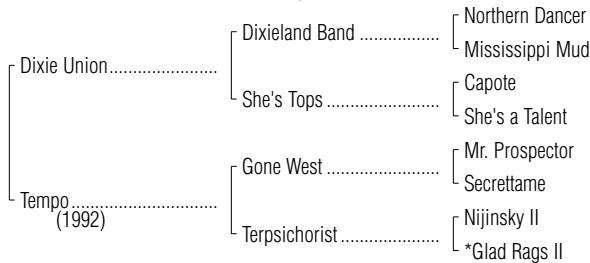 Northern Dancer
Dixieland Band ..................
Mississippi Mud
Dixie Union........................
Capote
She's Tops .........................
She's a Talent
Mr. Prospector
Gone West .........................
Secrettame
Tempo................................
(1992)
Nijinsky II
Terpsichorist ......................
*Glad Rags II